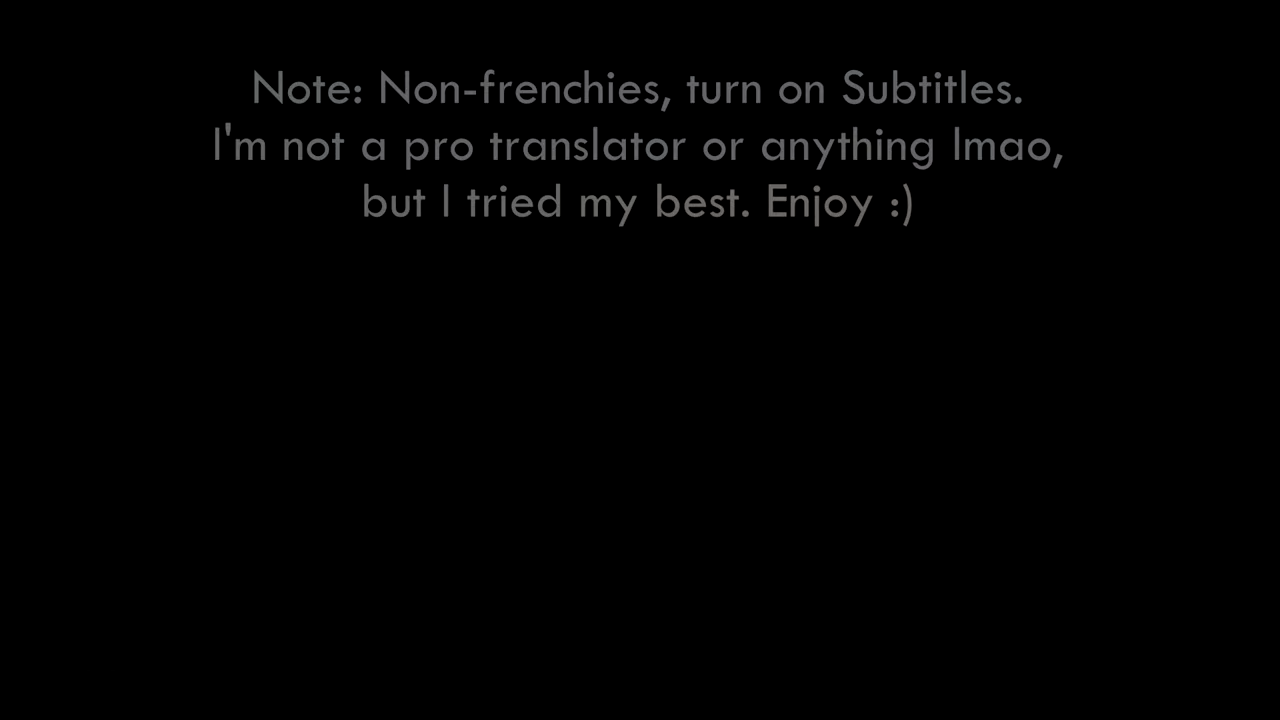 Note: Non-frenchies, turn on Subtitles.
I'm not a pro translator or anything lmao,
but I tried my best. Enjoy :)